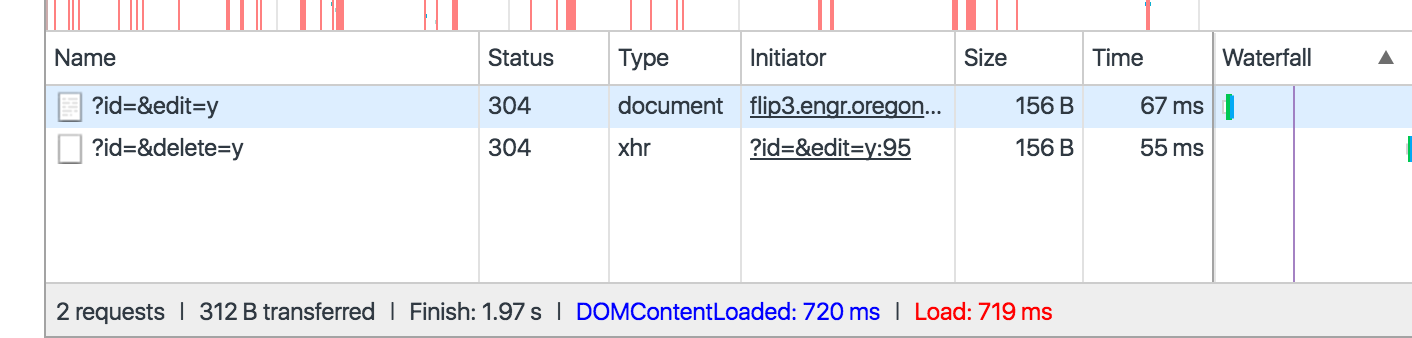 Name Status Type Initiator Size Time Waterfall ▲
?id=&edit=y 304 document flip3.engr.oregon... 156 B 67 ms
?id=&delete=y 304 xhr ?id=&edit=y:95 156 B 55 ms
2 requests | 312 B transferred | Finish: 1.97 s | DOMContentLoaded: 720 ms | Load: 719 ms